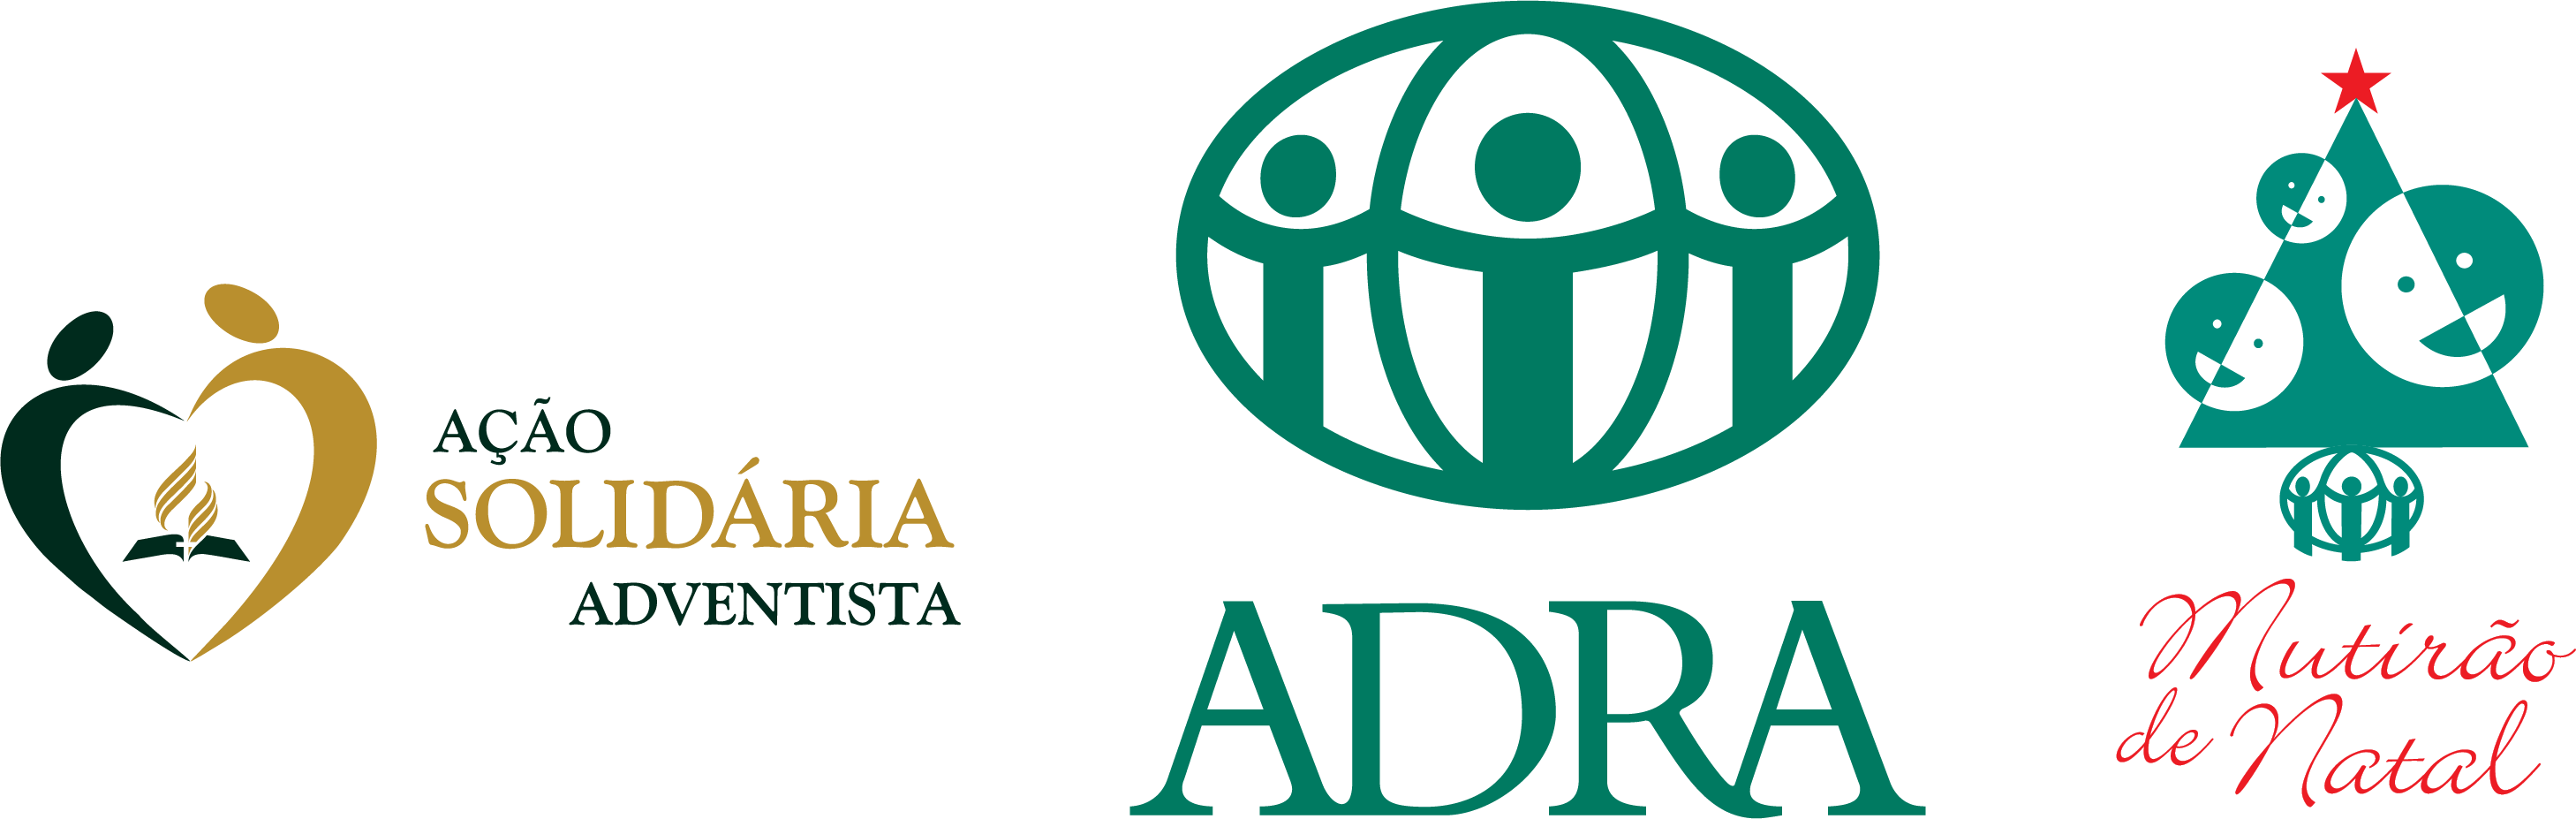 AÇÃO
SOLIDÁRIA
ADVENTISTA
ADRA
Mutirão
de Natal